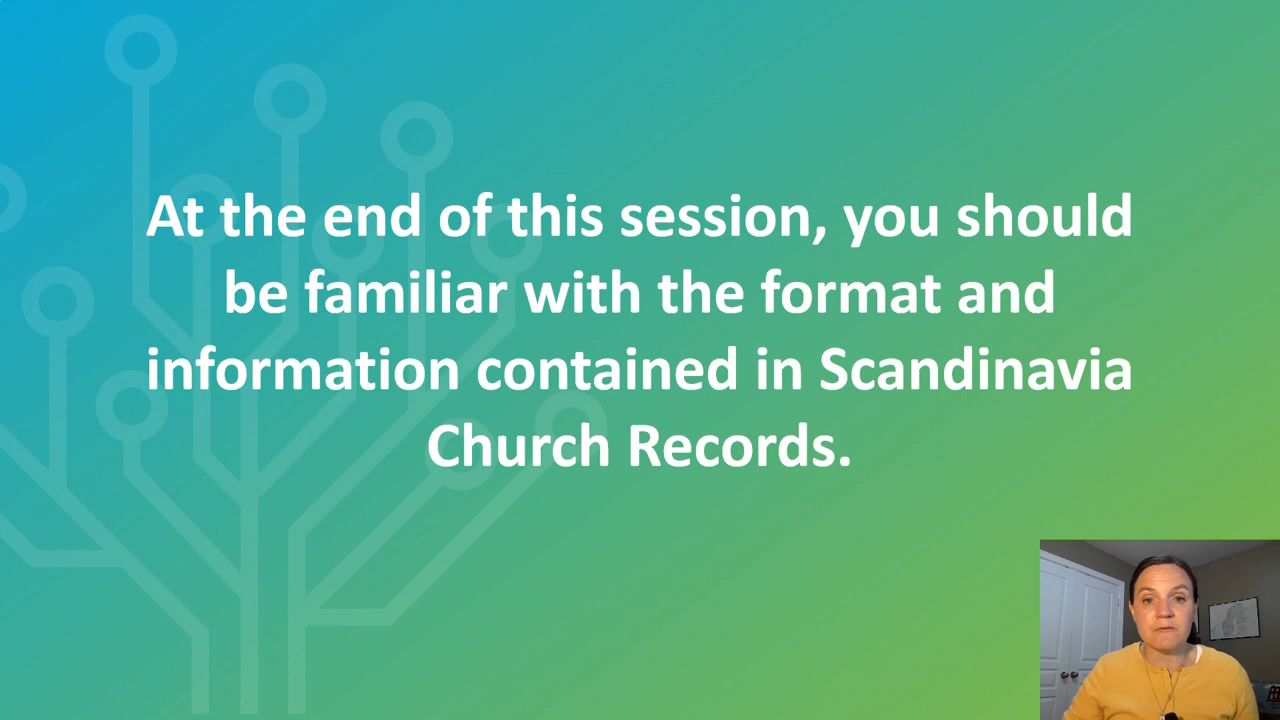 At the end of this session, you should
be familiar with the format and
information contained in Scandinavia
Church Records.